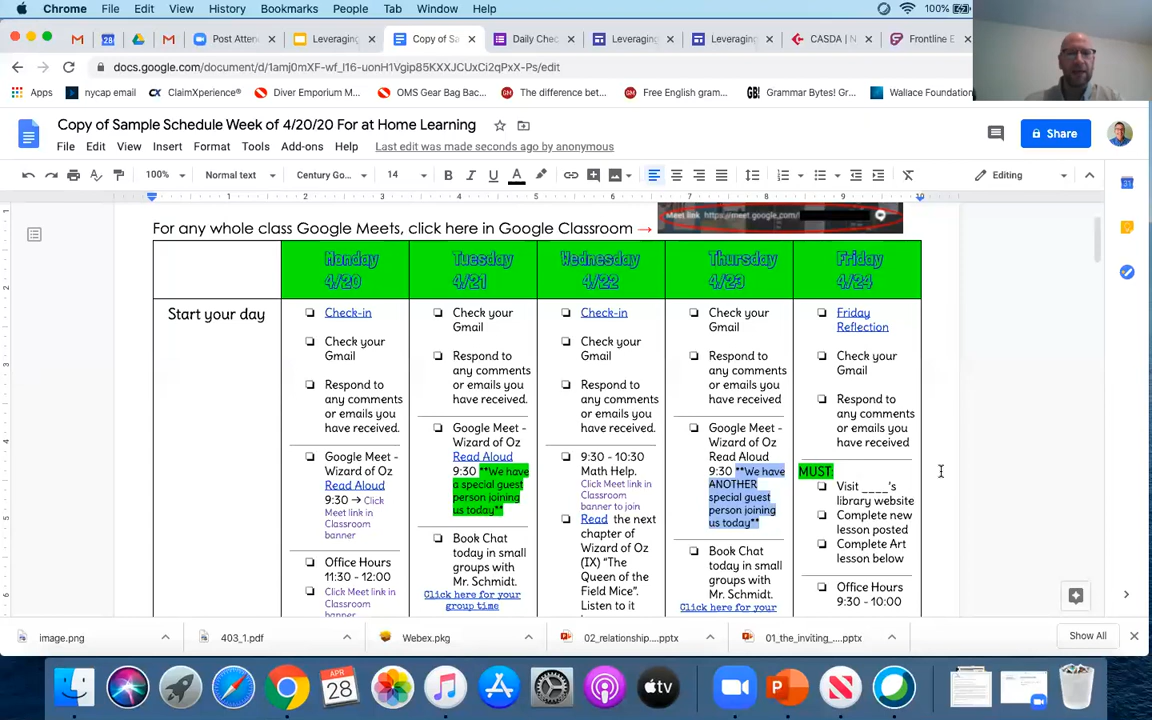 Chrome File Edit View History Bookmarks People Tab Window Help 100%
Post Atten Leveraging Copy of Sa Daily Chec Leveraging Leveraging CASDA | N Frontline E
docs.google.com/document/d/1amj0mXF-wf_l16-uonH1Vgip85KXXJCUxCi2qPxX-Ps/edit
Apps nycap email ClaimXperience® Diver Emporium M... OMS Gear Bag Bac... The difference bet... Free English gram... Grammar Bytes! Gr... Wallace Foundation
Copy of Sample Schedule Week of 4/20/20 For at Home Learning
Share
File Edit View Insert Format Tools Add-ons Help Last edit was made seconds ago by anonymous
100% Normal text Century Go... 14 B I U A Editing
Meet link https://meet.google.com/
For any whole class Google Meets, click here in Google Classroom →
Monday
4/20
Tuesday
4/21
Wednesday
4/22
Thursday
4/23
Friday
4/24
Start your day
Check-in
Check your
Gmail
Respond to
any comments
or emails you
have received.
Google Meet -
Wizard of Oz
Read Aloud
9:30 → Click
Meet link in
Classroom
banner
Office Hours
11:30 - 12:00
Click Meet link in
Classroom
banner to
Check your
Gmail
Respond to
any comments
or emails you
have received.
Google Meet -
Wizard of Oz
Read Aloud
9:30 **We have
a special guest
person joining
us today**
Book Chat
today in small
groups with
Mr. Schmidt.
Click here for your
group time
Check-in
Check your
Gmail
Respond to
any comments
or emails you
have received.
9:30 - 10:30
Math Help.
Click Meet link in
Classroom
banner to join
Read the next
chapter of
Wizard of Oz
(IX) “The
Queen of the
Field Mice”.
Listen to it
Check your
Gmail
Respond to
any comments
or emails you
have received
Google Meet -
Wizard of Oz
Read Aloud
9:30 **We have
ANOTHER
special guest
person joining
us today**
Book Chat
today in small
groups with
Mr. Schmidt.
Click here for your
Friday
Reflection
Check your
Gmail
Respond to
any comments
or emails you
have received
MUST:
Visit ____'s
library website
Complete new
lesson posted
Complete Art
lesson below
Office Hours
9:30 - 10:00
image.png 403_1.pdf Webex.pkg 02_relationship....pptx 01_the_inviting_....pptx Show All
APR
28
tv